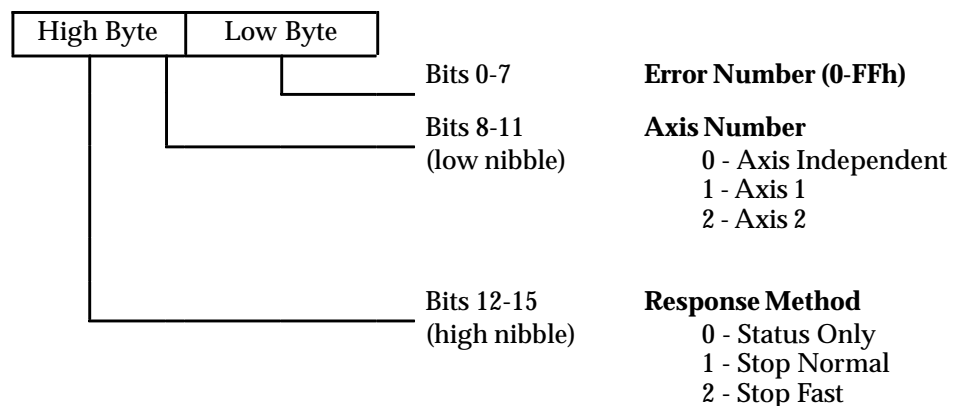 High Byte Low Byte
Bits 0-7 Error Number (0-FFh)
Bits 8-11 Axis Number
(low nibble) 0 - Axis Independent
1 - Axis 1
2 - Axis 2
Bits 12-15 Response Method
(high nibble) 0 - Status Only
1 - Stop Normal
2 - Stop Fast